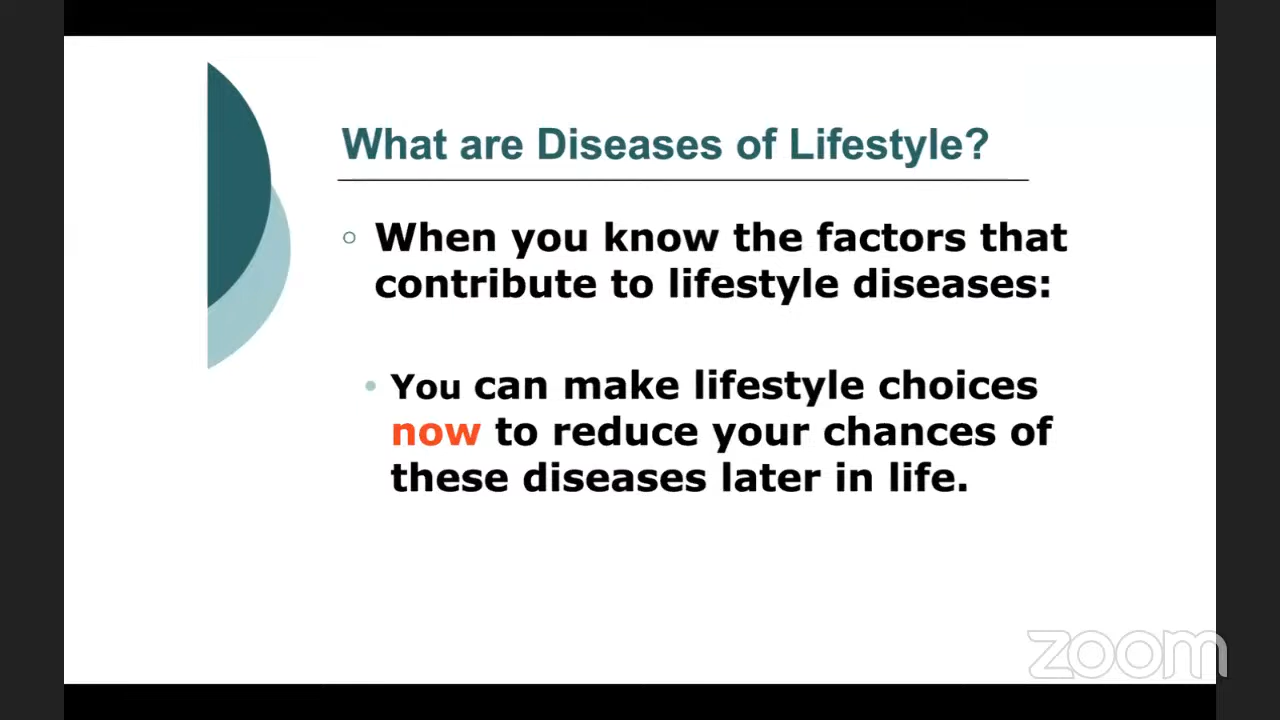 What are Diseases of Lifestyle?
When you know the factors that
contribute to lifestyle diseases:
You can make lifestyle choices
now to reduce your chances of
these diseases later in life.
zoom